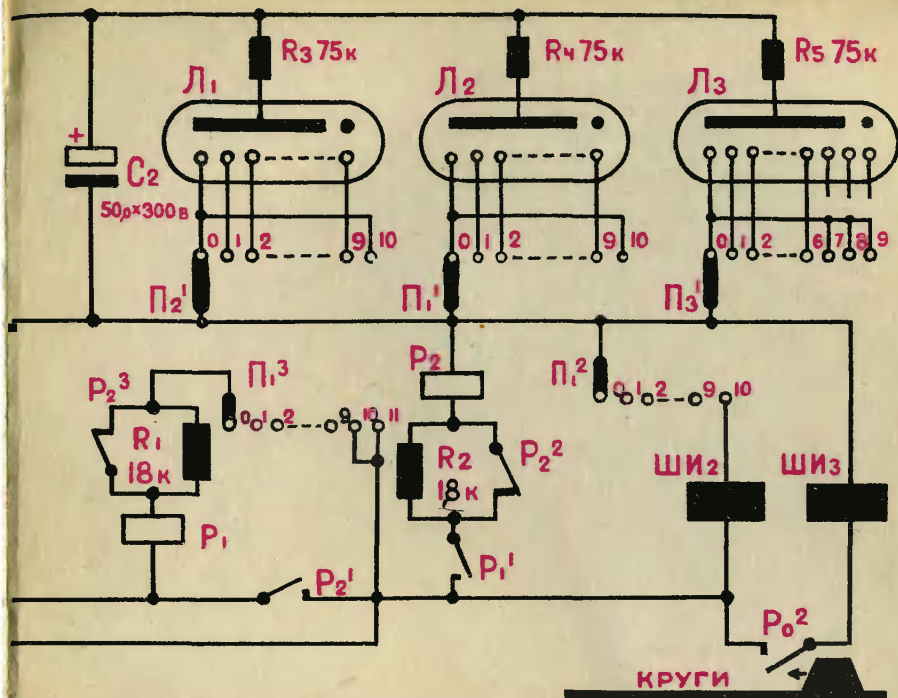 R3 75к
R4 75к
R5 75к
Л1
Л2
Л3
+
C2
50μ×300в
0 1 2 9 10
0 1 2 9 10
0 1 2 6 7 8 9
П2¹
П1¹
П3¹
P2
P2³
П1³
0 1 2 9 10 11
П1²
0 1 2 9 10
R1
18к
R2
18к
P2²
ШИ2
ШИ3
P1
P2¹
P1¹
P0²
КРУГИ